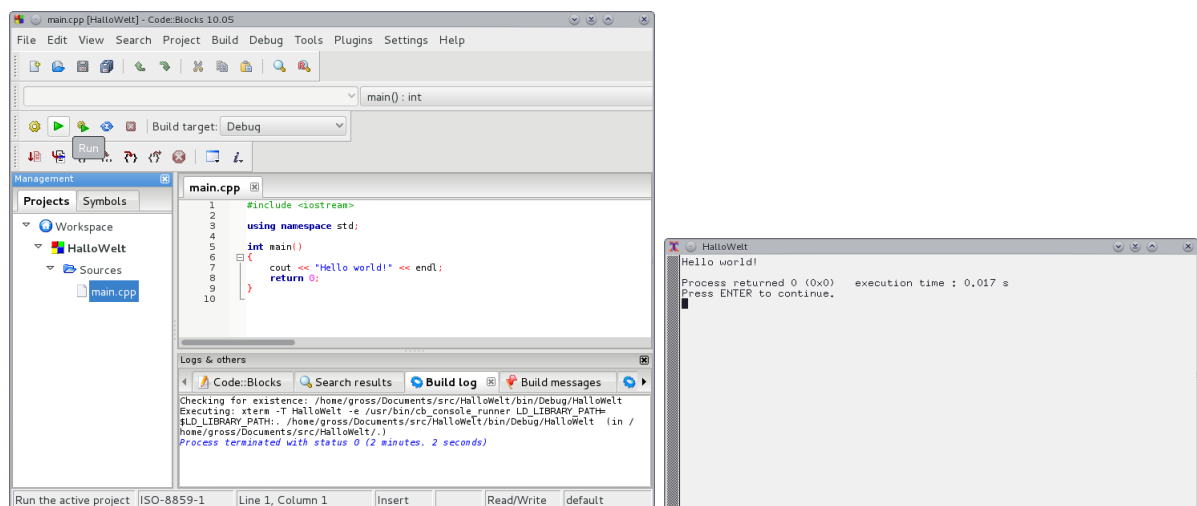 main.cpp [HalloWelt] - Code::Blocks 10.05
File Edit View Search Project Build Debug Tools Plugins Settings Help
main() : int
Build target: Debug
Run
Management
Projects Symbols
Workspace
HalloWelt
Sources
main.cpp
main.cpp
1 #include <iostream>
2
3 using namespace std;
4
5 int main()
6 {
7 cout << "Hello world!" << endl;
8 return 0;
9 }
10
Logs & others
Code::Blocks Search results Build log Build messages
Checking for existence: /home/gross/Documents/src/HalloWelt/bin/Debug/HalloWelt
Executing: xterm -T HalloWelt -e /usr/bin/cb_console_runner LD_LIBRARY_PATH=
$LD_LIBRARY_PATH:. /home/gross/Documents/src/HalloWelt/bin/Debug/HalloWelt (in /
home/gross/Documents/src/HalloWelt/.)
Process terminated with status 0 (2 minutes, 2 seconds)
Run the active project ISO-8859-1 Line 1, Column 1 Insert Read/Write default
HalloWelt
Hello world!
Process returned 0 (0x0) execution time : 0.017 s
Press ENTER to continue.